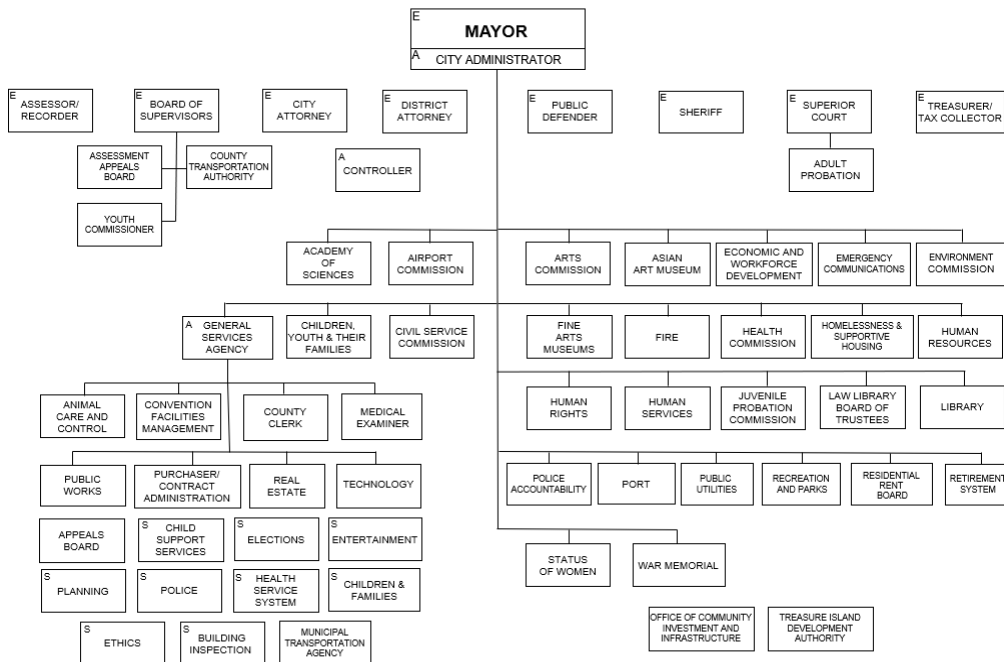 E
MAYOR
A
CITY ADMINISTRATOR
E
ASSESSOR/
RECORDER
E
BOARD OF
SUPERVISORS
E
CITY
ATTORNEY
E
DISTRICT
ATTORNEY
E
PUBLIC
DEFENDER
E
SHERIFF
E
SUPERIOR
COURT
E
TREASURER/
TAX COLLECTOR
ASSESSMENT
APPEALS
BOARD
COUNTY
TRANSPORTATION
AUTHORITY
A
CONTROLLER
ADULT
PROBATION
YOUTH
COMMISSIONER
ACADEMY
OF
SCIENCES
AIRPORT
COMMISSION
ARTS
COMMISSION
ASIAN
ART MUSEUM
ECONOMIC AND
WORKFORCE
DEVELOPMENT
EMERGENCY
COMMUNICATIONS
ENVIRONMENT
COMMISSION
A
GENERAL
SERVICES
AGENCY
CHILDREN,
YOUTH & THEIR
FAMILIES
CIVIL SERVICE
COMMISSION
FINE
ARTS
MUSEUMS
FIRE
HEALTH
COMMISSION
HOMELESSNESS &
SUPPORTIVE
HOUSING
HUMAN
RESOURCES
ANIMAL
CARE AND
CONTROL
CONVENTION
FACILITIES
MANAGEMENT
COUNTY
CLERK
MEDICAL
EXAMINER
HUMAN
RIGHTS
HUMAN
SERVICES
JUVENILE
PROBATION
COMMISSION
LAW LIBRARY
BOARD OF
TRUSTEES
LIBRARY
PUBLIC
WORKS
PURCHASER/
CONTRACT
ADMINISTRATION
REAL
ESTATE
TECHNOLOGY
POLICE
ACCOUNTABILITY
PORT
PUBLIC
UTILITIES
RECREATION
AND PARKS
RESIDENTIAL
RENT
BOARD
RETIREMENT
SYSTEM
APPEALS
BOARD
S
CHILD
SUPPORT
SERVICES
S
ELECTIONS
S
ENTERTAINMENT
STATUS
OF WOMEN
WAR MEMORIAL
S
PLANNING
S
POLICE
S
HEALTH
SERVICE
SYSTEM
S
CHILDREN &
FAMILIES
S
ETHICS
S
BUILDING
INSPECTION
MUNICIPAL
TRANSPORTATION
AGENCY
OFFICE OF COMMUNITY
INVESTMENT AND
INFRASTRUCTURE
TREASURE ISLAND
DEVELOPMENT
AUTHORITY